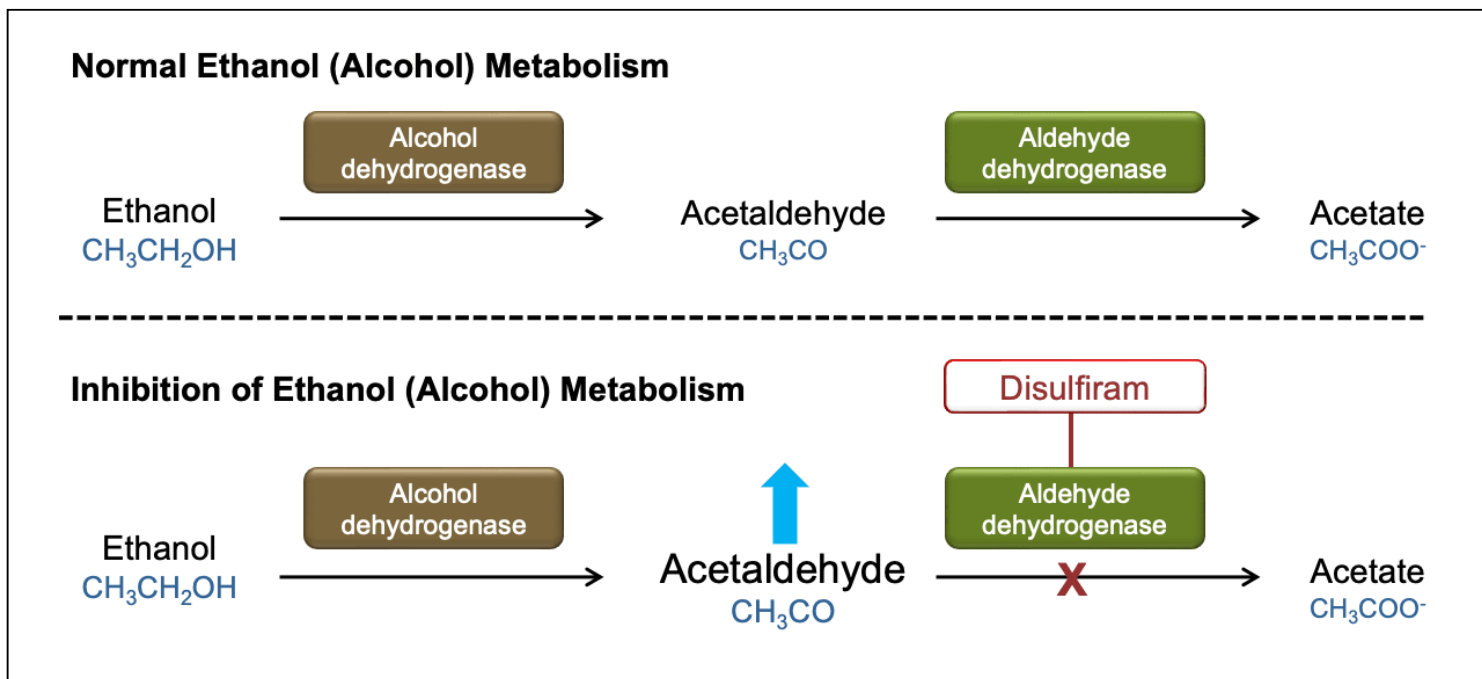 Normal Ethanol (Alcohol) Metabolism
Alcohol
dehydrogenase
Aldehyde
dehydrogenase
Ethanol
CH₃CH₂OH
Acetaldehyde
CH₃CO
Acetate
CH₃COO⁻
Inhibition of Ethanol (Alcohol) Metabolism
Disulfiram
Alcohol
dehydrogenase
Aldehyde
dehydrogenase
Ethanol
CH₃CH₂OH
Acetaldehyde
CH₃CO
X
Acetate
CH₃COO⁻